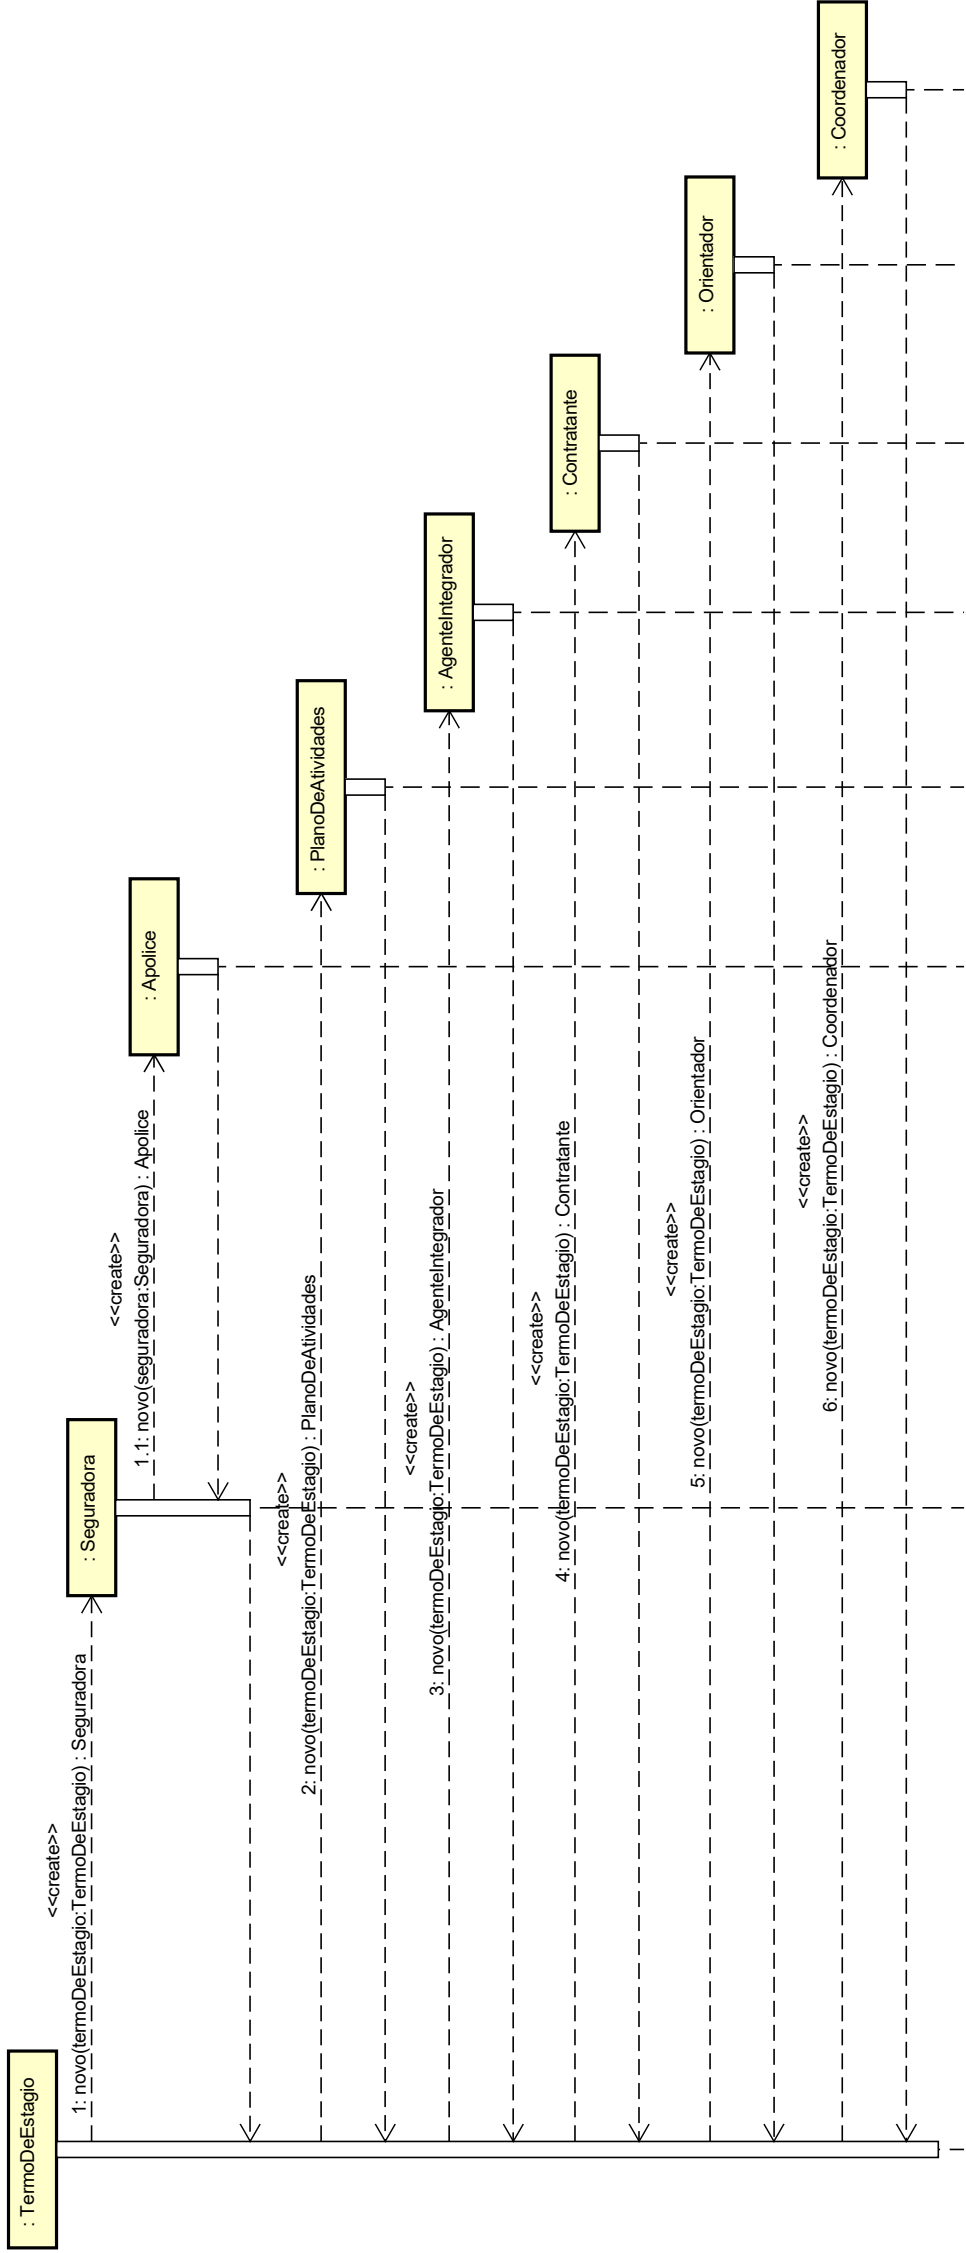 : TermoDeEstagio
<<create>>
1: novo(termoDeEstagio:TermoDeEstagio) : Seguradora
: Seguradora
<<create>>
1.1: novo(seguradora:Seguradora) : Apolice
: Apolice
<<create>>
2: novo(termoDeEstagio:TermoDeEstagio) : PlanoDeAtividades
: PlanoDeAtividades
<<create>>
3: novo(termoDeEstagio:TermoDeEstagio) : AgenteIntegrador
: AgenteIntegrador
<<create>>
4: novo(termoDeEstagio:TermoDeEstagio) : Contratante
: Contratante
<<create>>
5: novo(termoDeEstagio:TermoDeEstagio) : Orientador
: Orientador
<<create>>
6: novo(termoDeEstagio:TermoDeEstagio) : Coordenador
: Coordenador